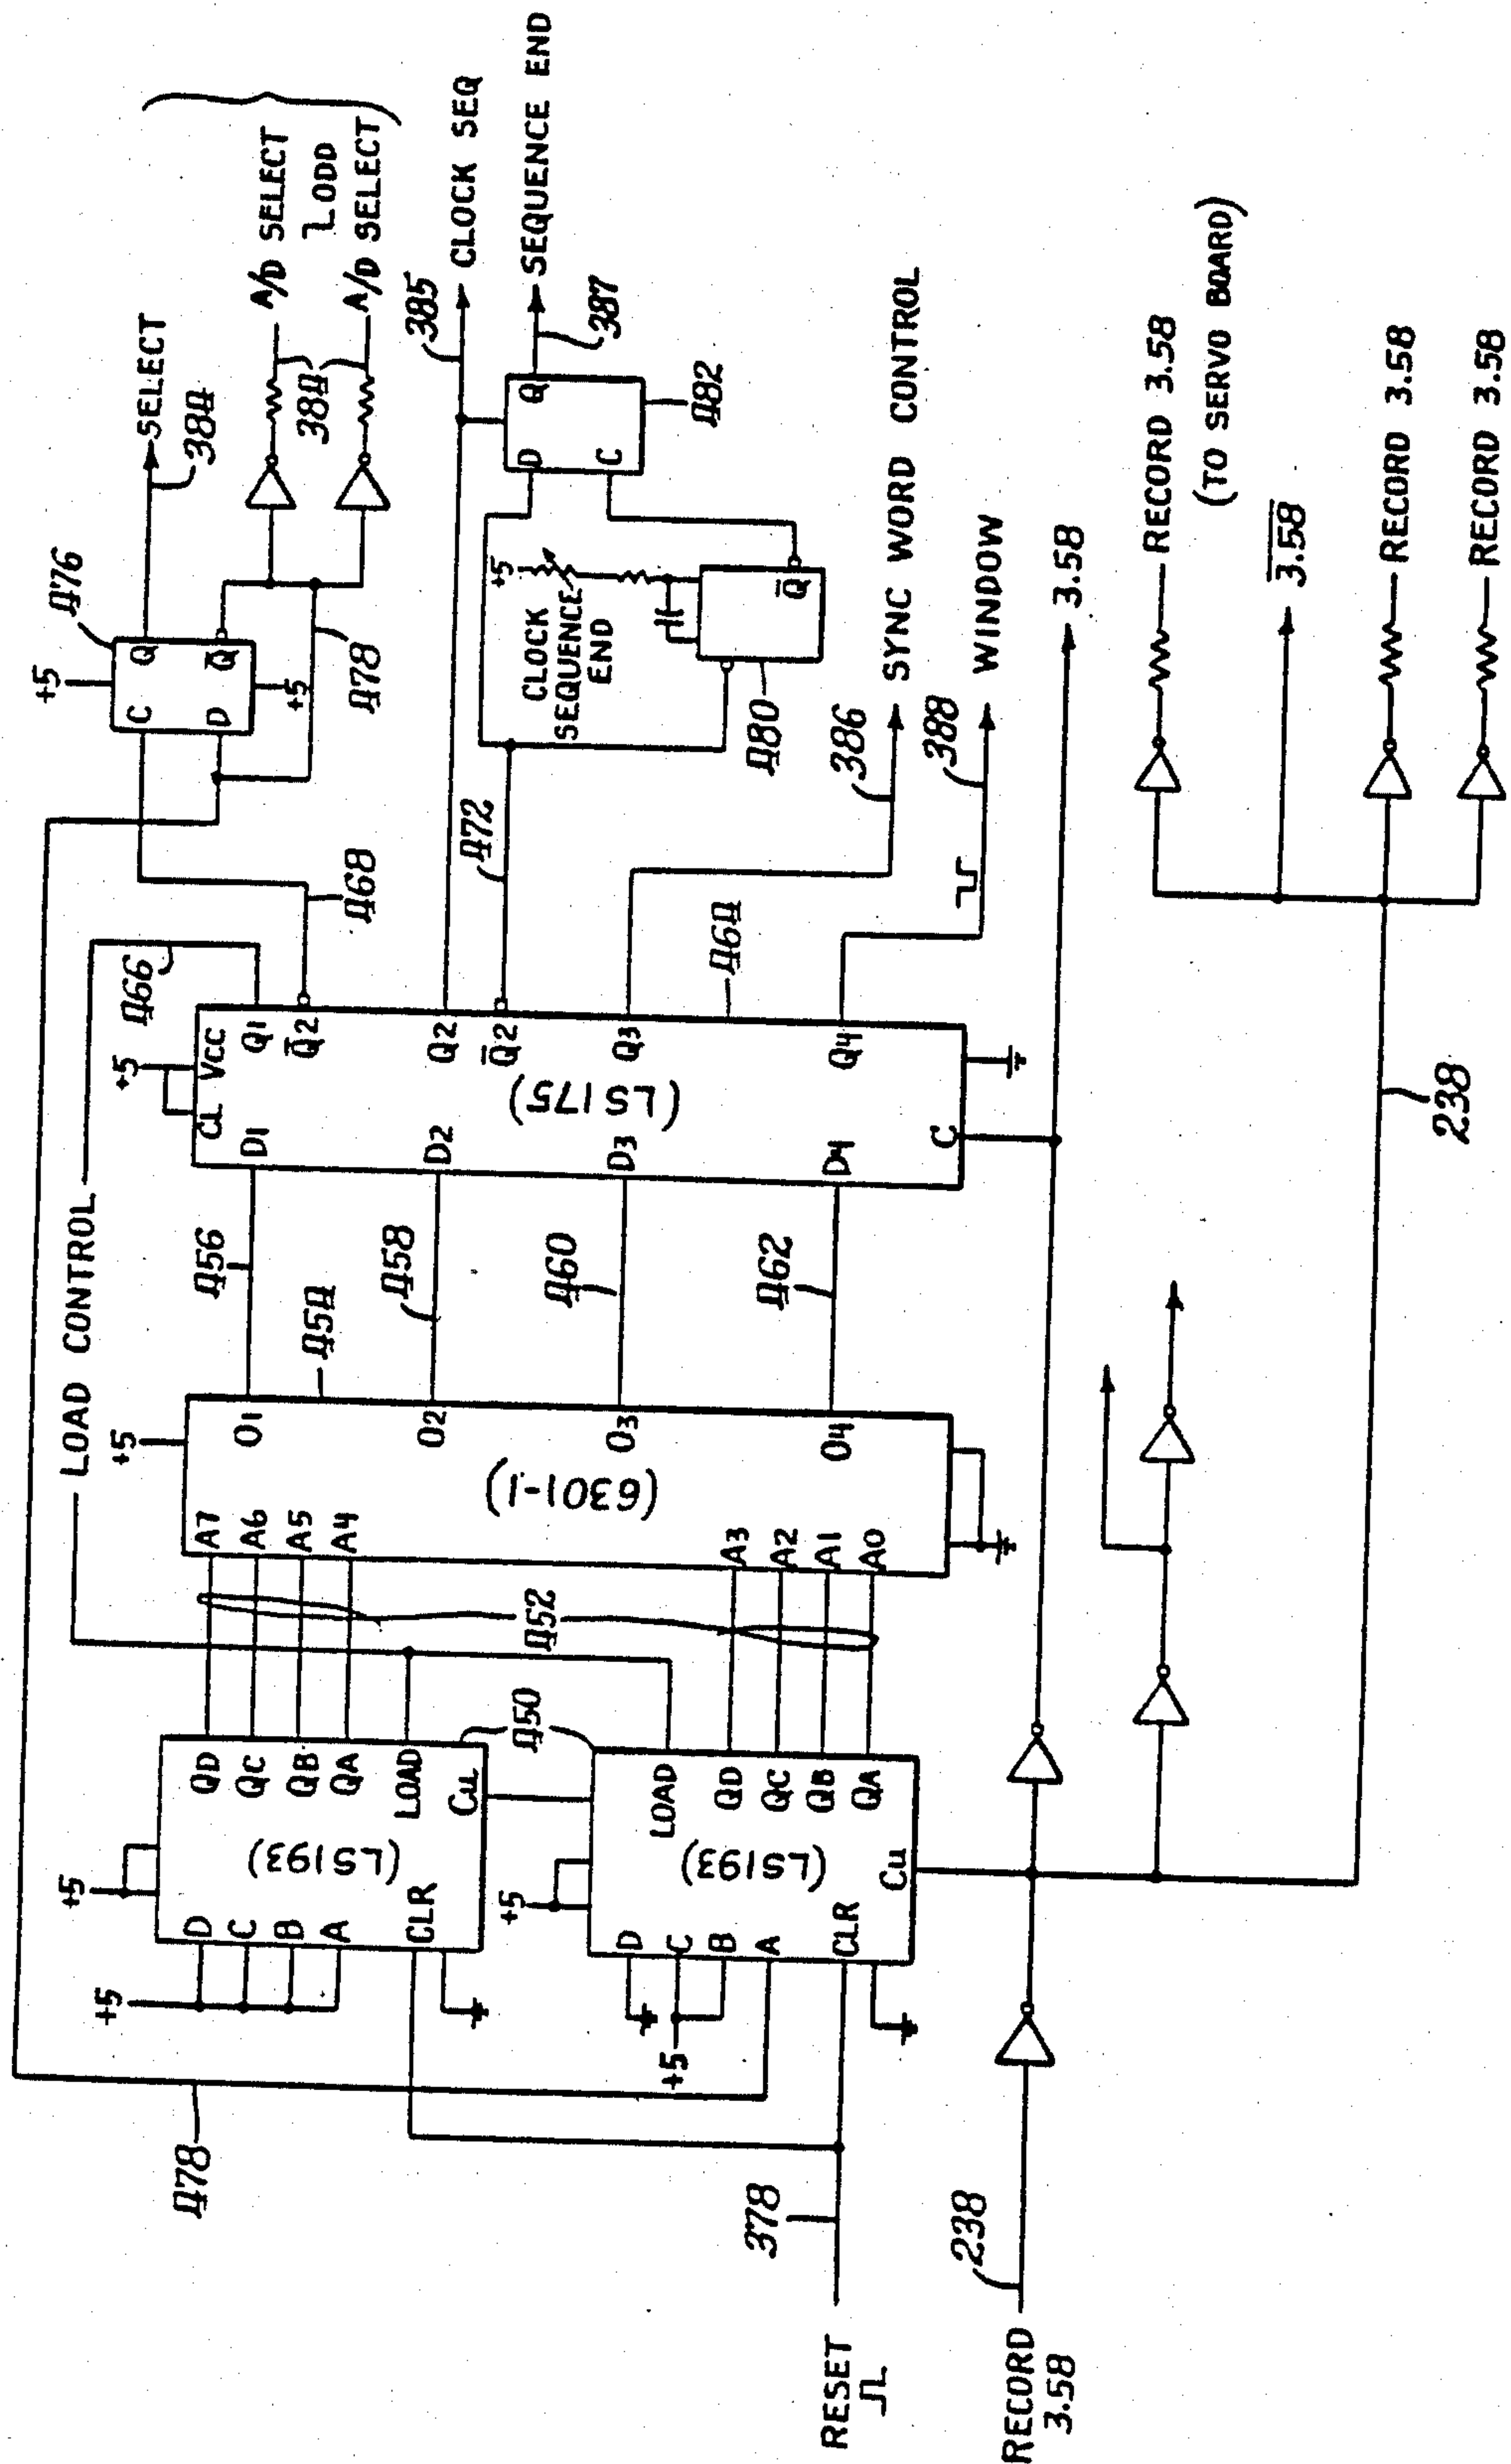 +5
476
C
Q
D
Q̅
+5
478
SELECT
384
A/D SELECT
LODD
A/D SELECT
384
CLOCK SEQ
385
SEQUENCE END
387
D
Q
C
482
+5
CLOCK
SEQUENCE
END
Q̅
480
472
468
466
LOAD CONTROL
SYNC WORD CONTROL
386
WINDOW
388
3.58
RECORD 3.58
(TO SERVO BOARD)
3̅.̅5̅8̅
RECORD 3.58
RECORD 3.58
238
+5
CL
VCC
D1
Q1
Q̅2
D2
Q2
Q̅2
(LS175)
D3
Q3
464
D4
Q4
C
456
458
460
462
454
+5
A7
A6
A5
A4
A3
A2
A1
A0
O1
O2
O3
O4
(6301-1)
452
450
+5
+5
D
C
B
A
CLR
QD
QC
QB
QA
LOAD
Cu
(LS193)
+5
+5
D
C
B
A
CLR
LOAD
QD
QC
QB
QA
Cu
(LS193)
478
378
RESET
238
RECORD
3.58